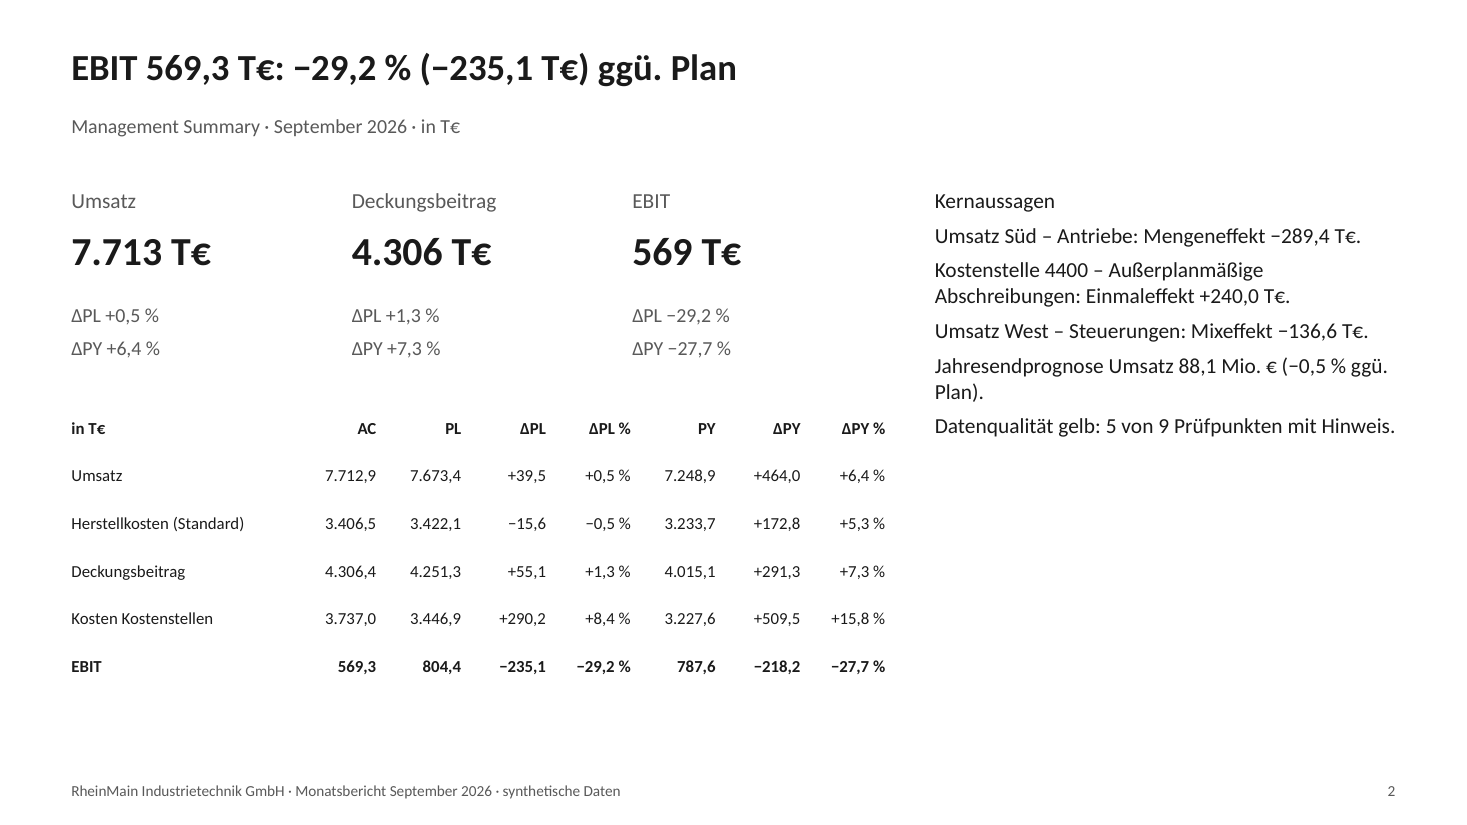 EBIT 569,3 T€: −29,2 % (−235,1 T€) ggü. Plan
Management Summary · September 2026 · in T€
Umsatz
7.713 T€
ΔPL +0,5 %
ΔPY +6,4 %
Deckungsbeitrag
4.306 T€
ΔPL +1,3 %
ΔPY +7,3 %
EBIT
569 T€
ΔPL −29,2 %
ΔPY −27,7 %
in T€ AC PL ΔPL ΔPL % PY ΔPY ΔPY %
Umsatz 7.712,9 7.673,4 +39,5 +0,5 % 7.248,9 +464,0 +6,4 %
Herstellkosten (Standard) 3.406,5 3.422,1 −15,6 −0,5 % 3.233,7 +172,8 +5,3 %
Deckungsbeitrag 4.306,4 4.251,3 +55,1 +1,3 % 4.015,1 +291,3 +7,3 %
Kosten Kostenstellen 3.737,0 3.446,9 +290,2 +8,4 % 3.227,6 +509,5 +15,8 %
EBIT 569,3 804,4 −235,1 −29,2 % 787,6 −218,2 −27,7 %
Kernaussagen
Umsatz Süd – Antriebe: Mengeneffekt −289,4 T€.
Kostenstelle 4400 – Außerplanmäßige
Abschreibungen: Einmaleffekt +240,0 T€.
Umsatz West – Steuerungen: Mixeffekt −136,6 T€.
Jahresendprognose Umsatz 88,1 Mio. € (−0,5 % ggü.
Plan).
Datenqualität gelb: 5 von 9 Prüfpunkten mit Hinweis.
RheinMain Industrietechnik GmbH · Monatsbericht September 2026 · synthetische Daten
2